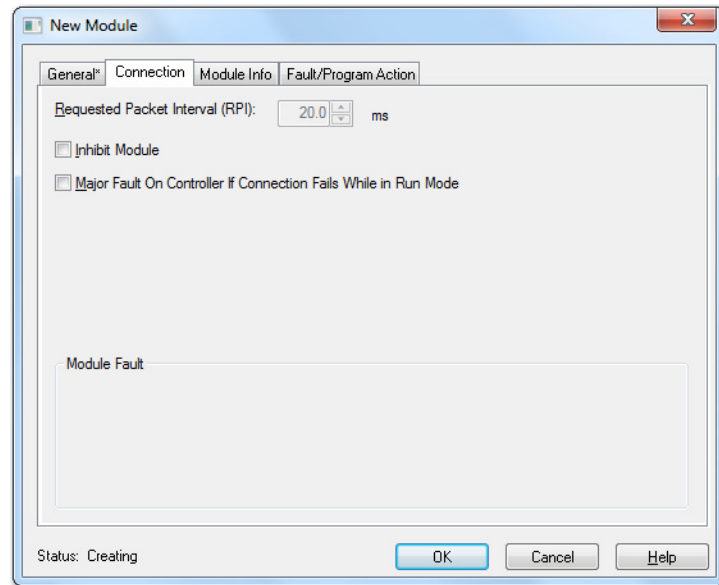 New Module
General* Connection Module Info Fault/Program Action
Requested Packet Interval (RPI): 20.0 ms
Inhibit Module
Major Fault On Controller If Connection Fails While in Run Mode
Module Fault
Status: Creating OK Cancel Help